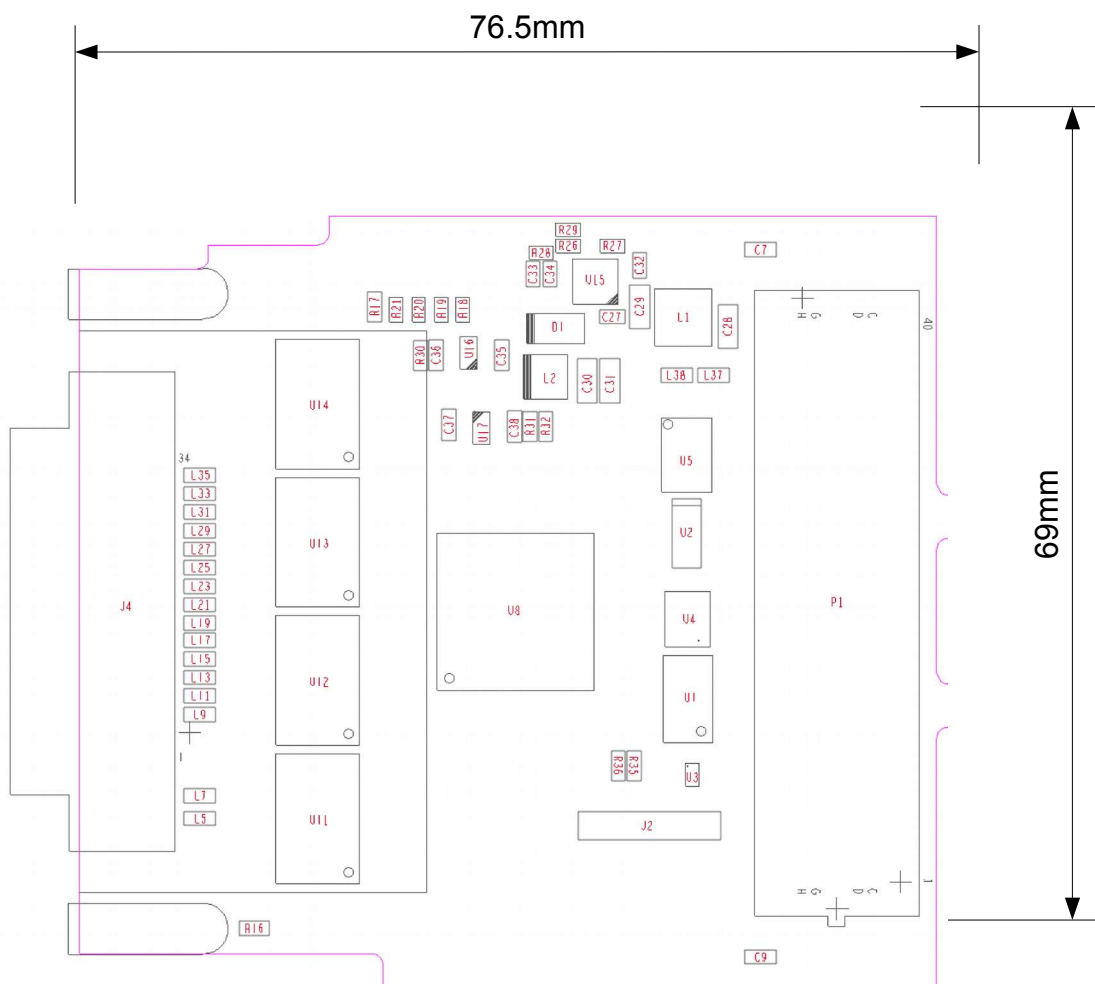 76.5mm
69mm
R29
R26
R27
R28
C7
C33
C34
C32
U15
C29
R17
R21
R20
R19
R18
C27
L1
C28
40
H
G
D
C
D1
R30
C36
U16
C35
L2
C30
C31
L38
L37
U14
C37
U17
C38
R31
R32
U5
34
L35
L33
L31
L29
L27
L25
L23
L21
L19
L17
L15
L13
L11
L9
1
L7
L5
J4
U13
U2
U8
U4
P1
U12
U1
R36
R35
U3
U11
J2
H
G
D
C
1
R16
C9